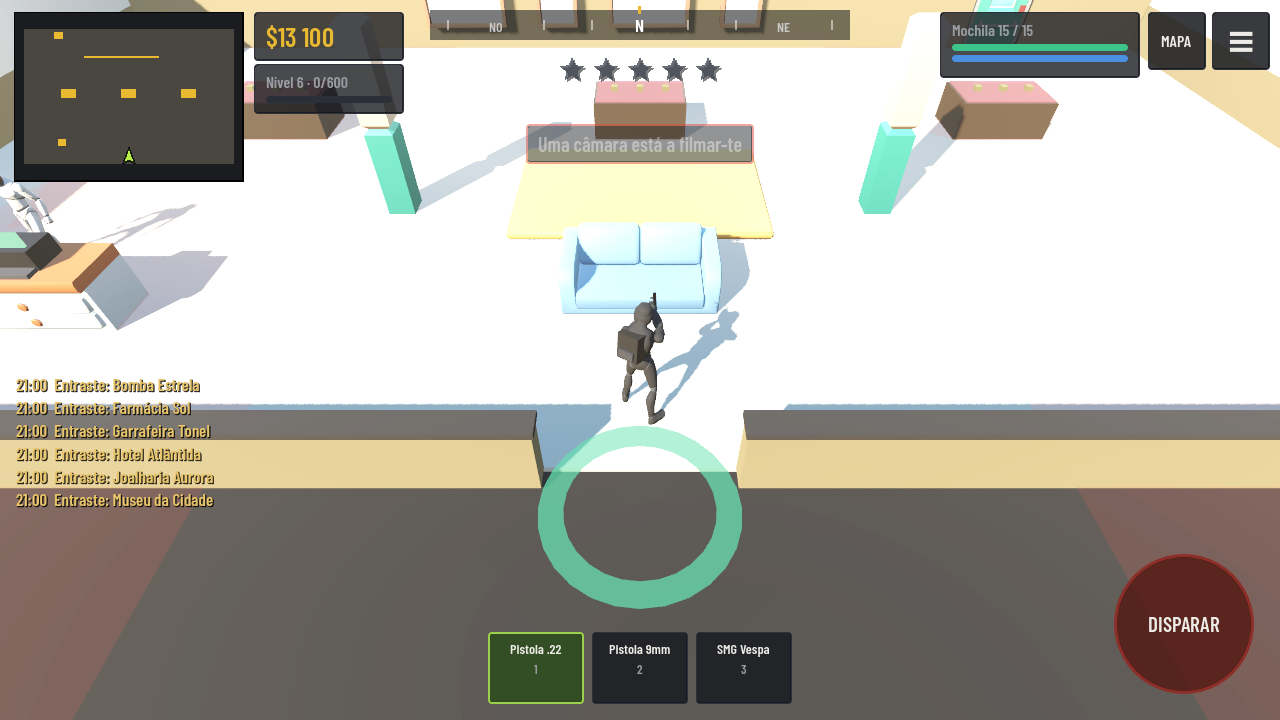 $13 100
Nível 6 · 0/600
NO
N
NE
Mochila 15 / 15
MAPA
Uma câmara está a filmar-te
21:00 Entraste: Bomba Estrela
21:00 Entraste: Farmácia Sol
21:00 Entraste: Garrafeira Tonel
21:00 Entraste: Hotel Atlântida
21:00 Entraste: Joalharia Aurora
21:00 Entraste: Museu da Cidade
DISPARAR
Pistola .22
1
Pistola 9mm
2
SMG Vespa
3